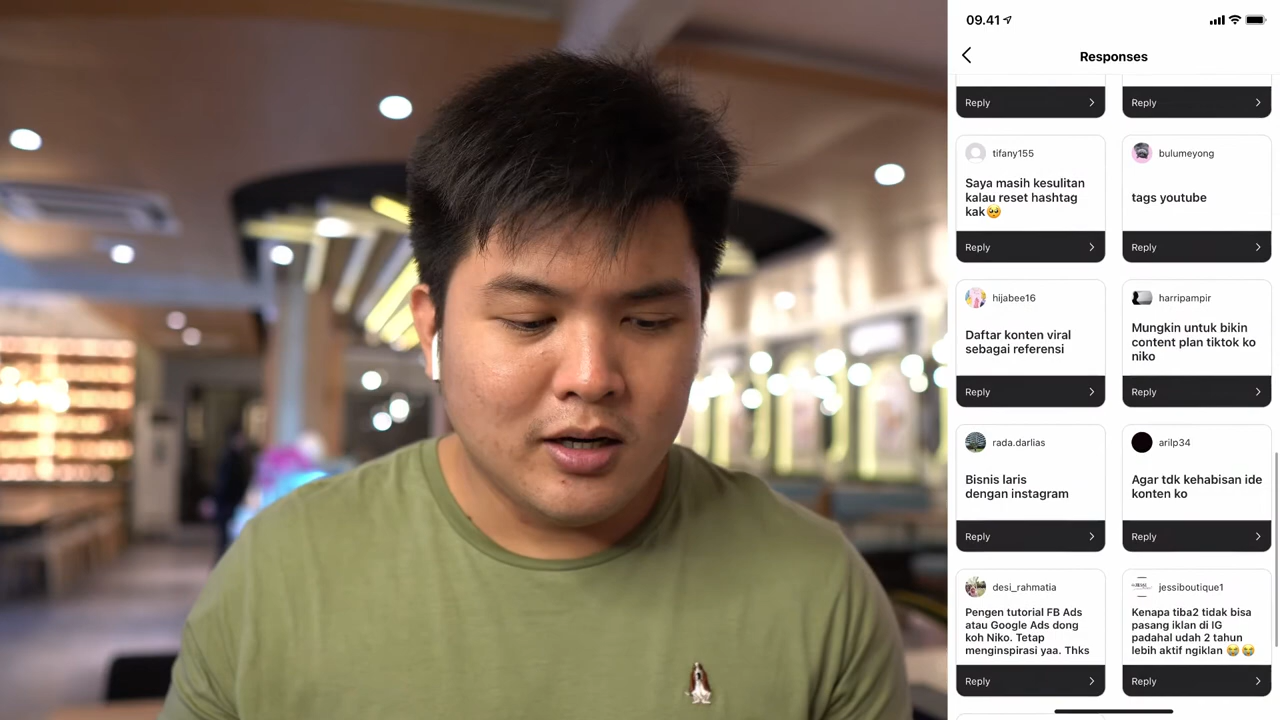 09.41
Responses
Reply
Reply
tifany155
Saya masih kesulitan
kalau reset hashtag
kak🥺
Reply
bulumeyong
tags youtube
Reply
hijabee16
Daftar konten viral
sebagai referensi
Reply
harripampir
Mungkin untuk bikin
content plan tiktok ko
niko
Reply
rada.darlias
Bisnis laris
dengan instagram
Reply
arilp34
Agar tdk kehabisan ide
konten ko
Reply
desi_rahmatia
Pengen tutorial FB Ads
atau Google Ads dong
koh Niko. Tetap
menginspirasi yaa. Thks
Reply
jessiboutique1
Kenapa tiba2 tidak bisa
pasang iklan di IG
padahal udah 2 tahun
lebih aktif ngiklan 😭😭
Reply